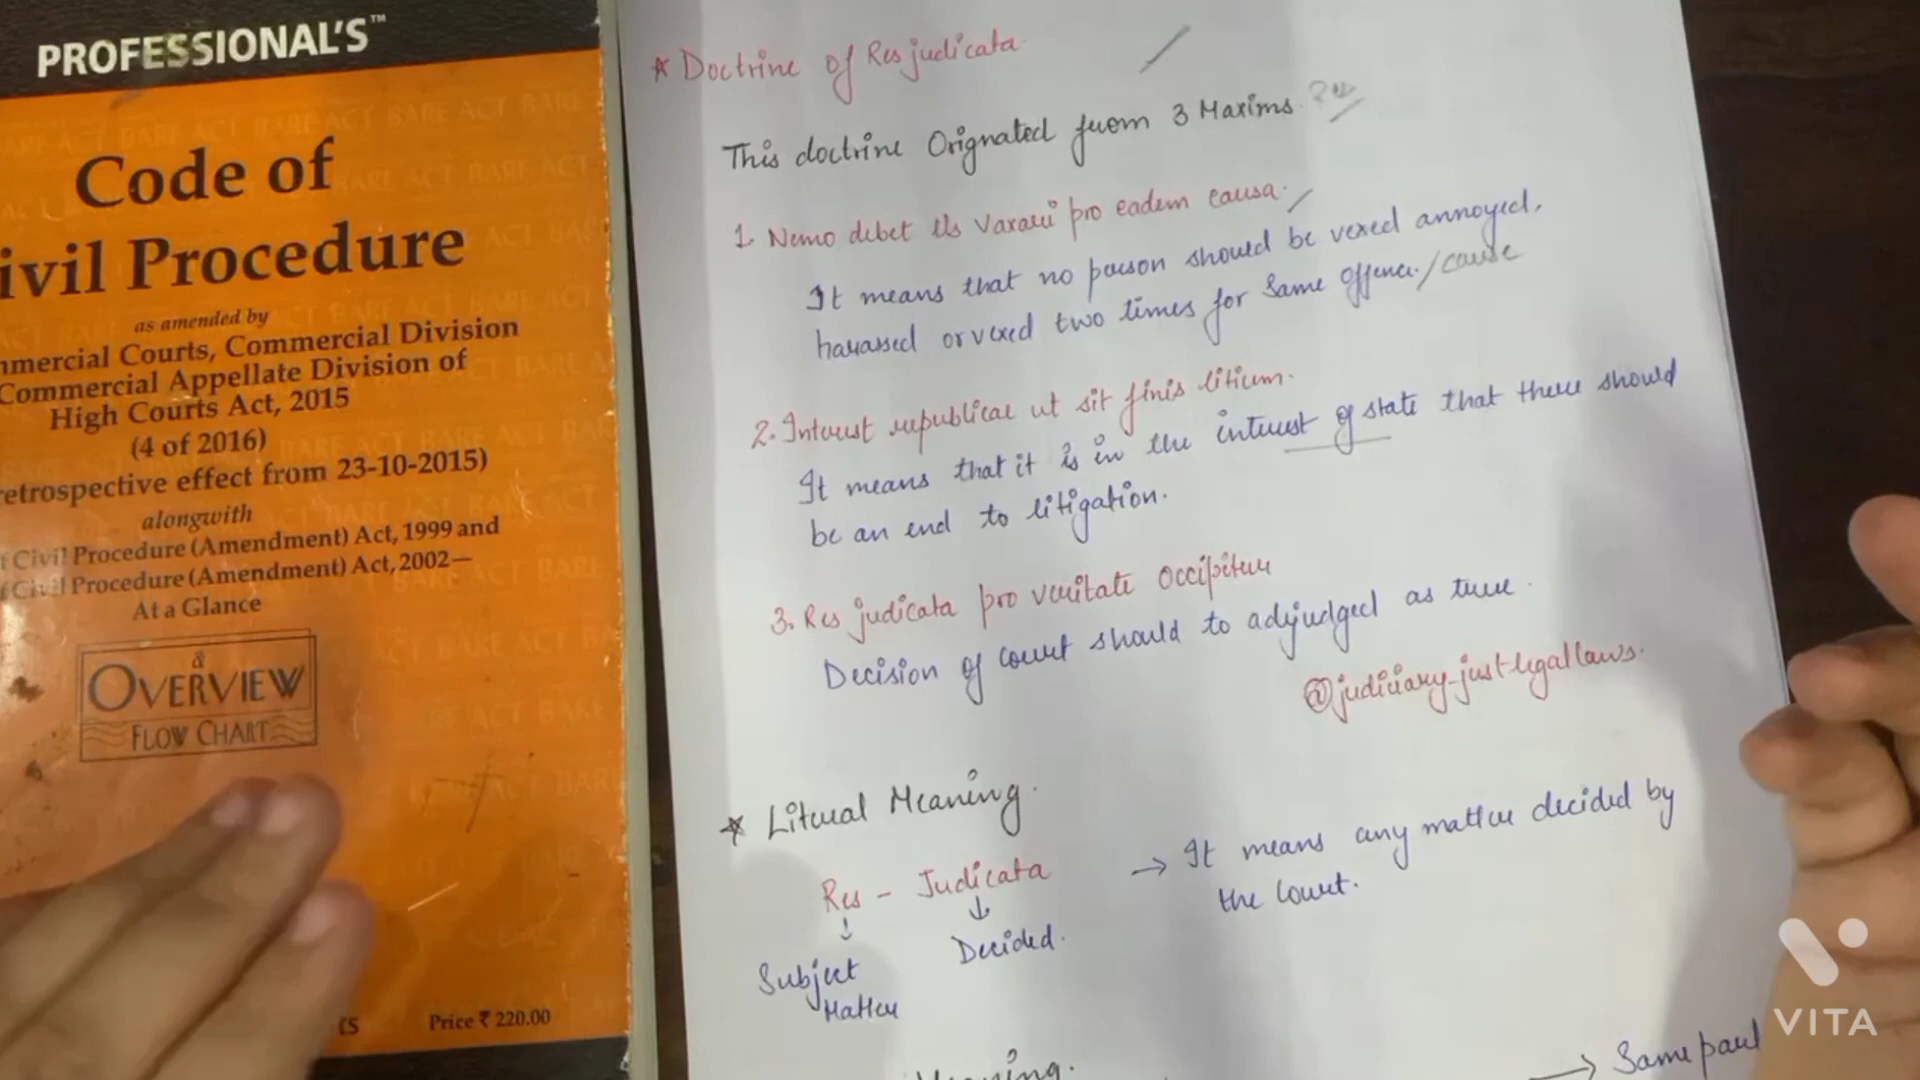 PROFESSIONAL'S™
Code of
ivil Procedure
as amended by
mmercial Courts, Commercial Division
Commercial Appellate Division of
High Courts Act, 2015
(4 of 2016)
retrospective effect from 23-10-2015)
alongwith
f Civil Procedure (Amendment) Act, 1999 and
f Civil Procedure (Amendment) Act, 2002—
At a Glance
&
OVERVIEW
FLOW CHART
Price ₹ 220.00
* Doctrine of Res judicata
This doctrine Orignated from 3 Maxims.
1. Nemo debet bis vaxari pro eadem causa.
It means that no person should be vexed annoyed,
harassed or vexed two times for same offence./cause
2. Interest republicae ut sit finis litium.
It means that it is in the interest of state that there should
be an end to litigation.
3. Res judicata pro veritate occipitur
Decision of court should to adjudged as true.
@judiciary_just_legal laws.
* Literal Meaning.
Res - Judicata → It means any matter decided by
the Court.
↓ ↓
Subject Decided.
Matter
→ Same part
VITA